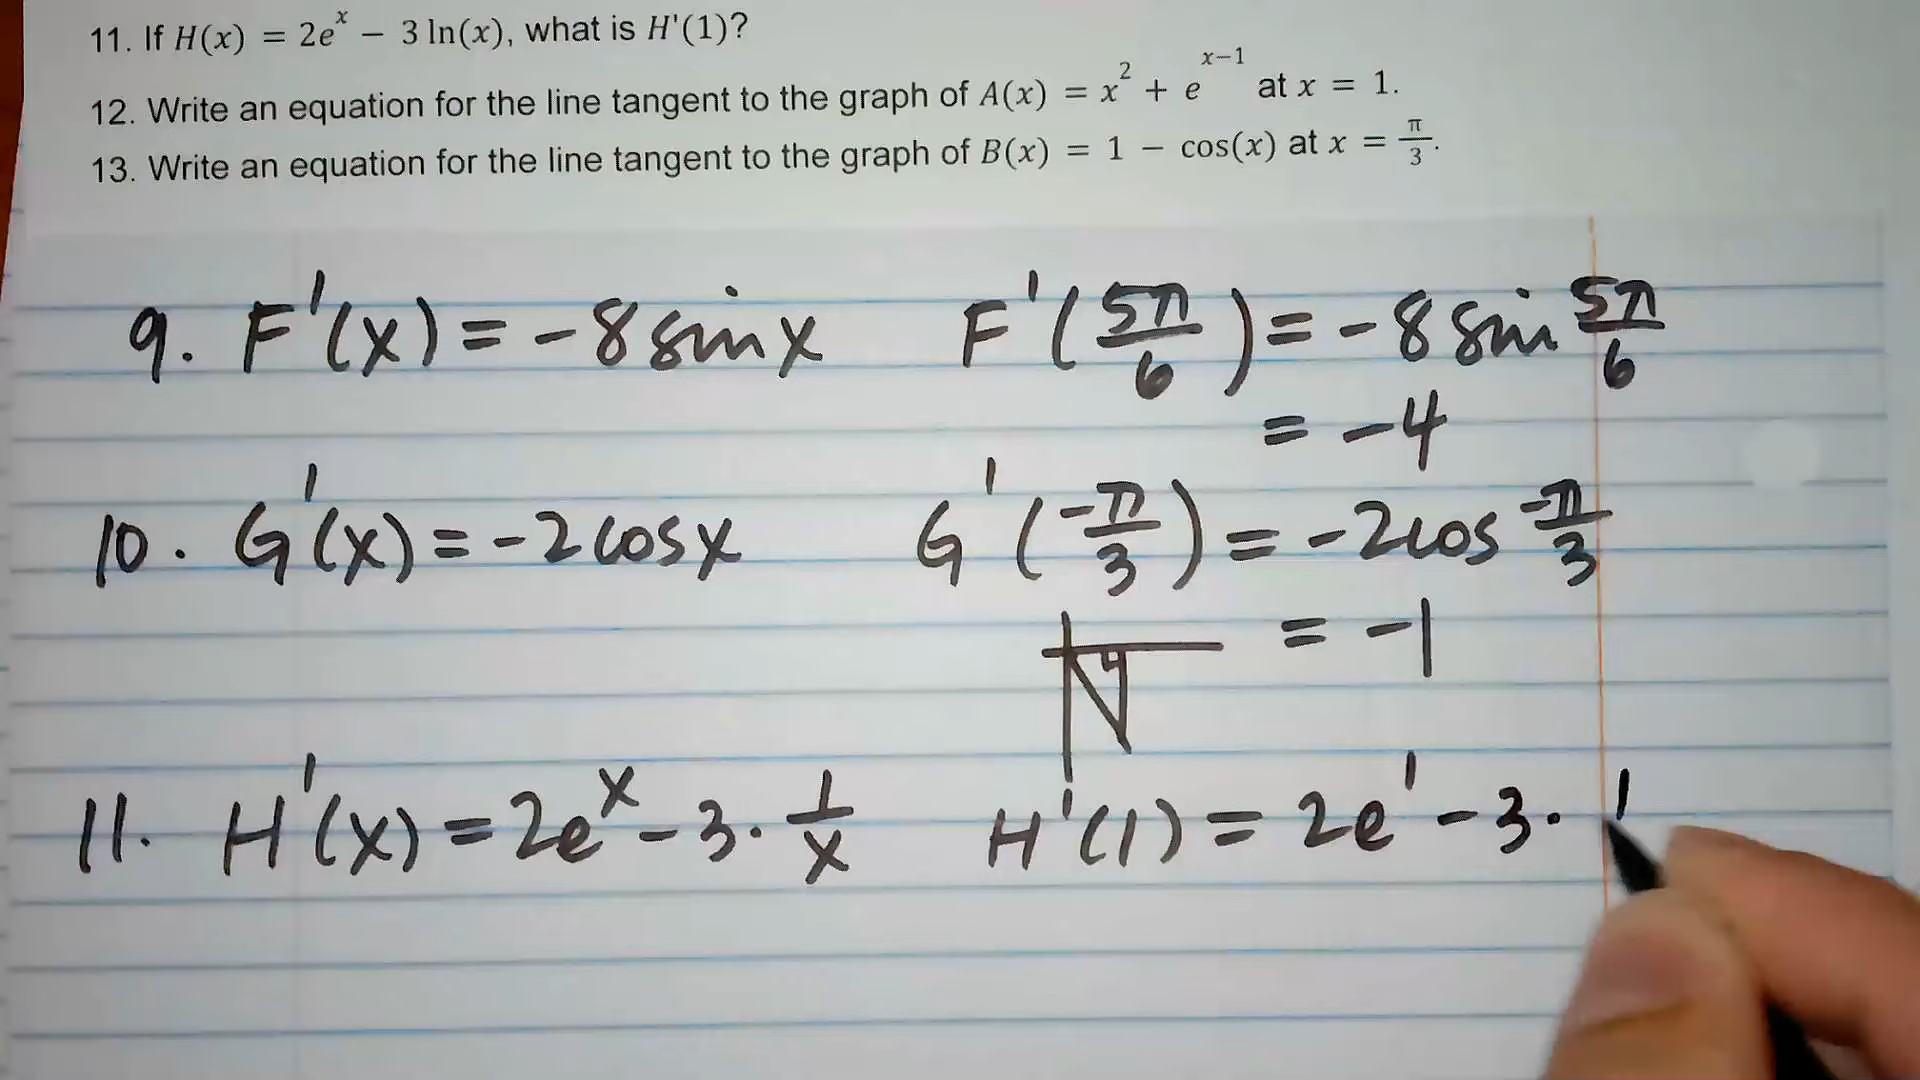 11. If H(x) = 2e^x − 3 ln(x), what is H'(1)?
12. Write an equation for the line tangent to the graph of A(x) = x^2 + e^(x−1) at x = 1.
13. Write an equation for the line tangent to the graph of B(x) = 1 − cos(x) at x = π/3.
9. F'(x) = -8 sin x F'(5π/6) = -8 sin 5π/6
= -4
10. G'(x) = -2 cos x G'(-π/3) = -2 cos -π/3
= -1
11. H'(x) = 2e^x - 3 · 1/x H'(1) = 2e^1 - 3 · 1